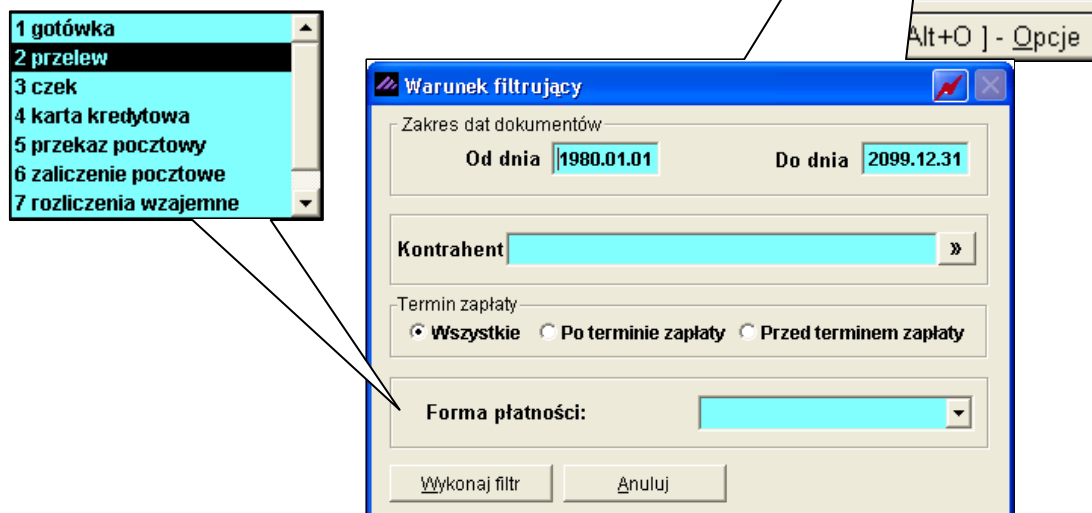 1 gotówka
2 przelew
3 czek
4 karta kredytowa
5 przekaz pocztowy
6 zaliczenie pocztowe
7 rozliczenia wzajemne
Alt+O ] - Opcje
Warunek filtrujący
Zakres dat dokumentów
Od dnia 1980.01.01 Do dnia 2099.12.31
Kontrahent »
Termin zapłaty
Wszystkie Po terminie zapłaty Przed terminem zapłaty
Forma płatności:
Wykonaj filtr Anuluj